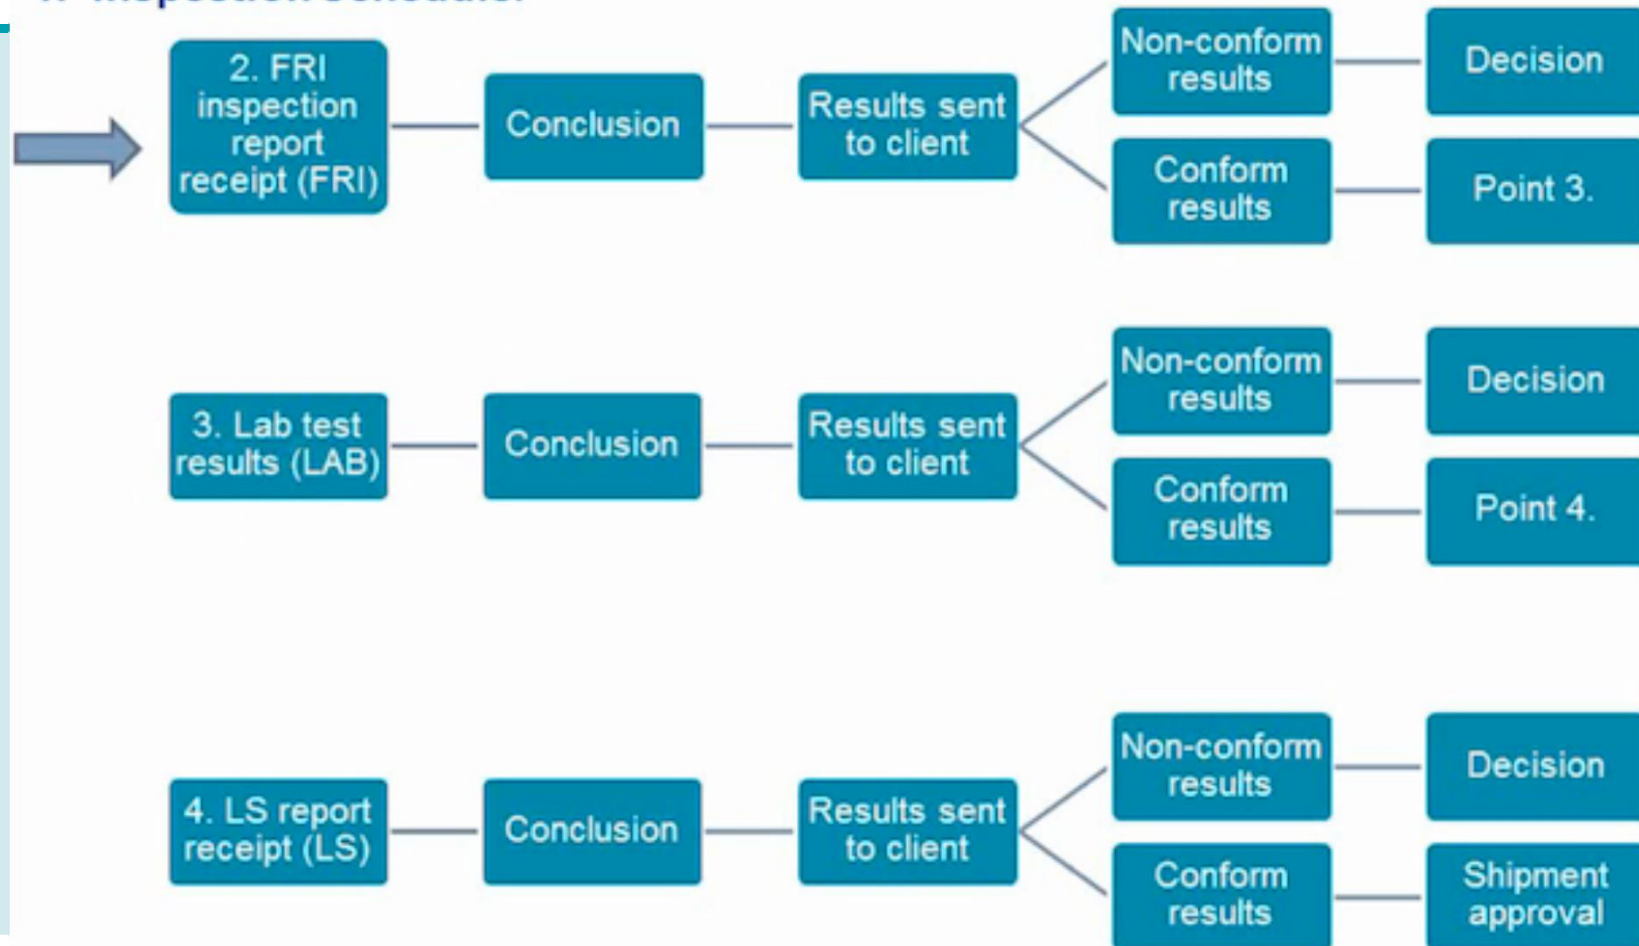 2. FRI
inspection
report
receipt (FRI)
Conclusion
Results sent
to client
Non-conform
results
Decision
Conform
results
Point 3.
3. Lab test
results (LAB)
Conclusion
Results sent
to client
Non-conform
results
Decision
Conform
results
Point 4.
4. LS report
receipt (LS)
Conclusion
Results sent
to client
Non-conform
results
Decision
Conform
results
Shipment
approval